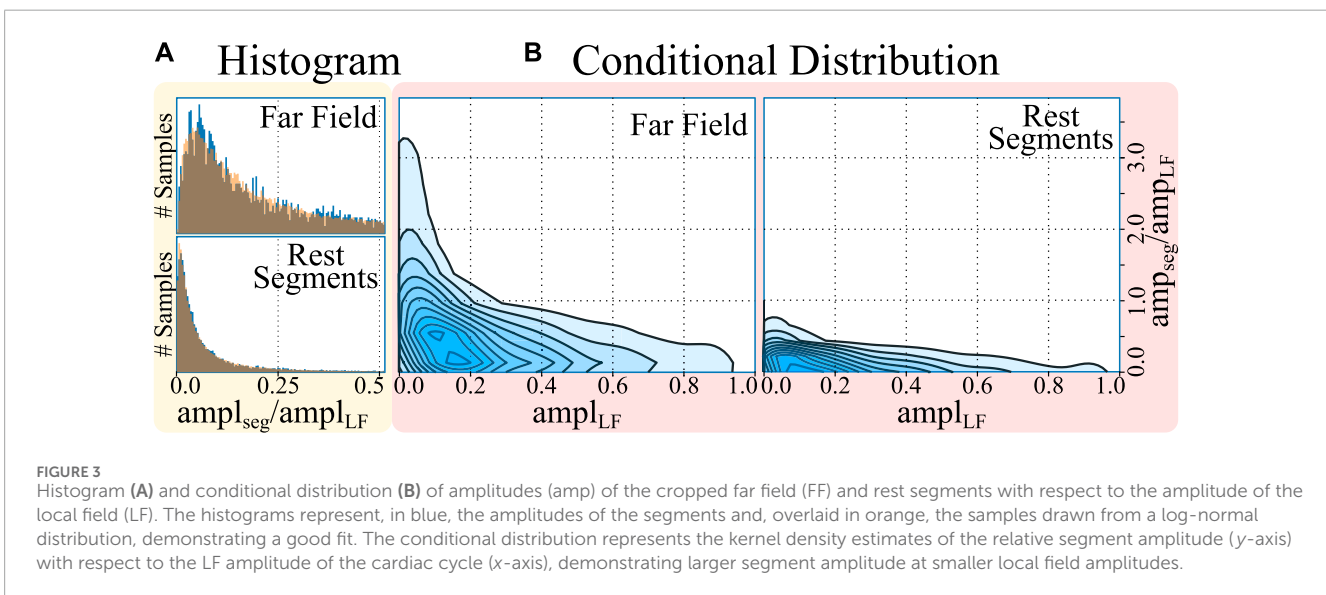 A Histogram
B Conditional Distribution
# Samples
Far Field
# Samples
Rest
Segments
0.0 0.25 0.5
ampl_seg/ampl_LF
Far Field
0.0 0.2 0.4 0.6 0.8 1.0
ampl_LF
Rest
Segments
0.0 0.2 0.4 0.6 0.8 1.0
ampl_LF
0.0 1.0 2.0 3.0
amp_seg/amp_LF
FIGURE 3
Histogram (A) and conditional distribution (B) of amplitudes (amp) of the cropped far field (FF) and rest segments with respect to the amplitude of the
local field (LF). The histograms represent, in blue, the amplitudes of the segments and, overlaid in orange, the samples drawn from a log-normal
distribution, demonstrating a good fit. The conditional distribution represents the kernel density estimates of the relative segment amplitude (y-axis)
with respect to the LF amplitude of the cardiac cycle (x-axis), demonstrating larger segment amplitude at smaller local field amplitudes.